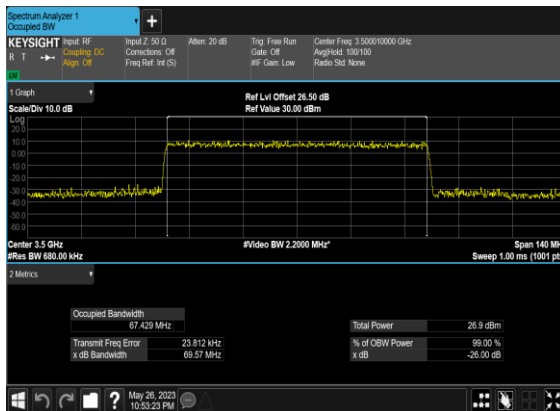 Spectrum Analyzer 1
Occupied BW
KEYSIGHT
R T
Input: RF
Coupling: DC
Align: Off
Input Z: 50 Ω
Corrections: Off
Freq Ref: Int (S)
Atten: 20 dB
Trig: Free Run
Gate: Off
#IF Gain: Low
Center Freq: 3.500010000 GHz
Avg|Hold: 100/100
Radio Std: None
1 Graph
Scale/Div 10.0 dB
Ref Lvl Offset 26.50 dB
Ref Value 30.00 dBm
Log
20.0
10.0
0.00
-10.0
-20.0
-30.0
-40.0
-50.0
-60.0
Center 3.5 GHz
#Res BW 680.00 kHz
#Video BW 2.2000 MHz*
Span 140 MH
Sweep 1.00 ms (1001 pts
2 Metrics
Occupied Bandwidth
67.429 MHz
Transmit Freq Error 23.812 kHz
x dB Bandwidth 69.57 MHz
Total Power 26.9 dBm
% of OBW Power 99.00 %
x dB -26.00 dB
May 26, 2023
10:53:23 PM